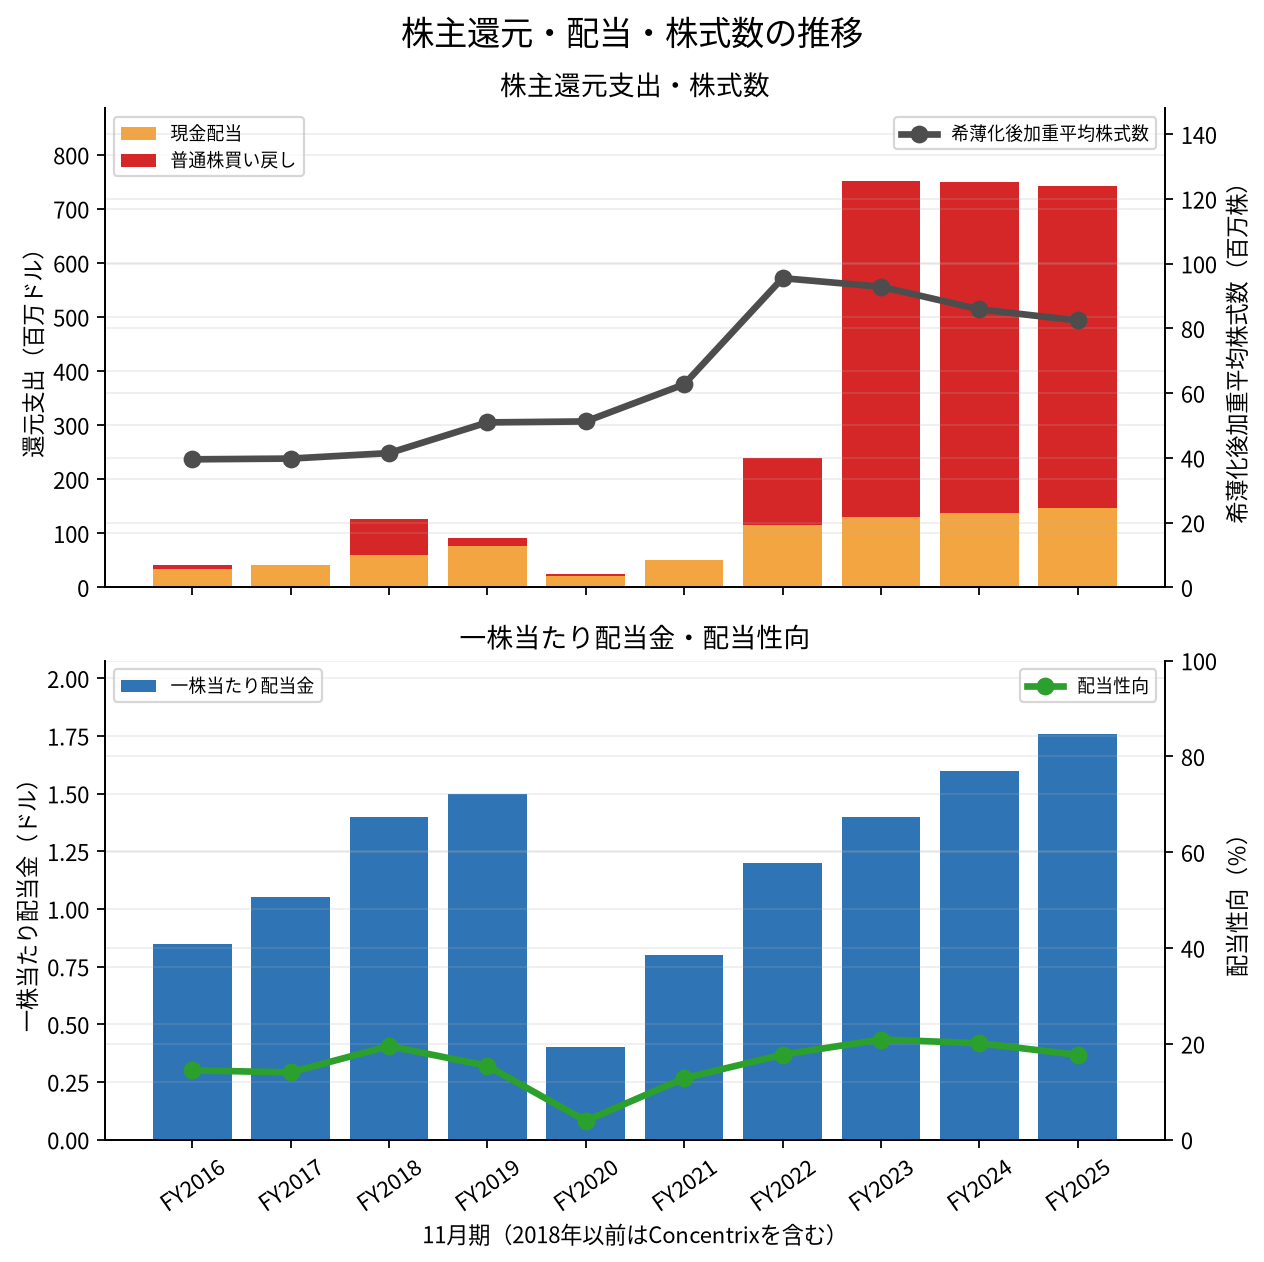 株主還元・配当・株式数の推移
株主還元支出・株式数
現金配当
普通株買い戻し
希薄化後加重平均株式数
還元支出（百万ドル）
800
700
600
500
400
300
200
100
0
140
120
100
80
60
40
20
0
希薄化後加重平均株式数（百万株）
一株当たり配当金・配当性向
一株当たり配当金
配当性向
一株当たり配当金（ドル）
2.00
1.75
1.50
1.25
1.00
0.75
0.50
0.25
0.00
100
80
60
40
20
0
配当性向（%）
FY2016 FY2017 FY2018 FY2019 FY2020 FY2021 FY2022 FY2023 FY2024 FY2025
11月期（2018年以前はConcentrixを含む）